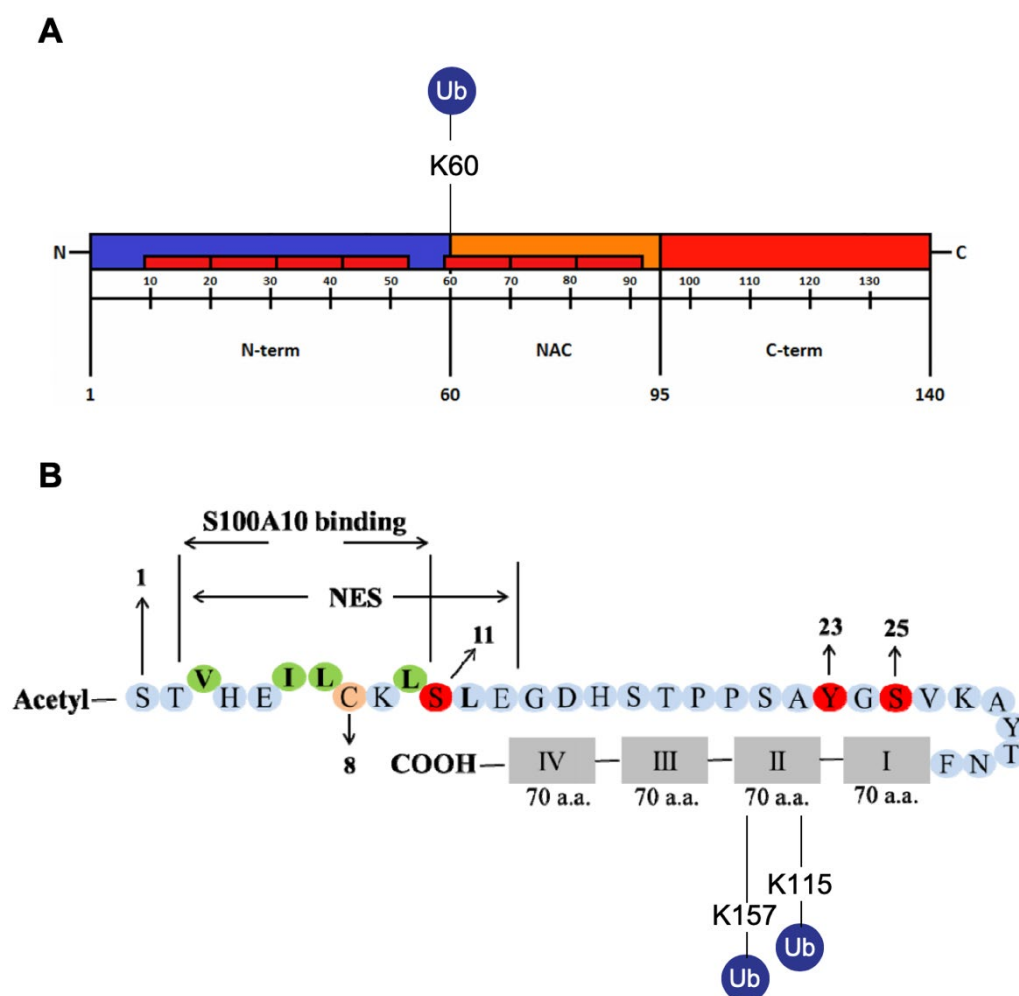 A
Ub
K60
N C
10 20 30 40 50 60 70 80 90 100 110 120 130
N-term NAC C-term
1 60 95 140
B
S100A10 binding
1 NES 11 23 25
Acetyl S T V H E I L C K L S L E G D H S T P P S A Y G S V K A
Y
8 COOH IV III II I F N T
70 a.a. 70 a.a. 70 a.a. 70 a.a.
K115
K157
Ub
Ub